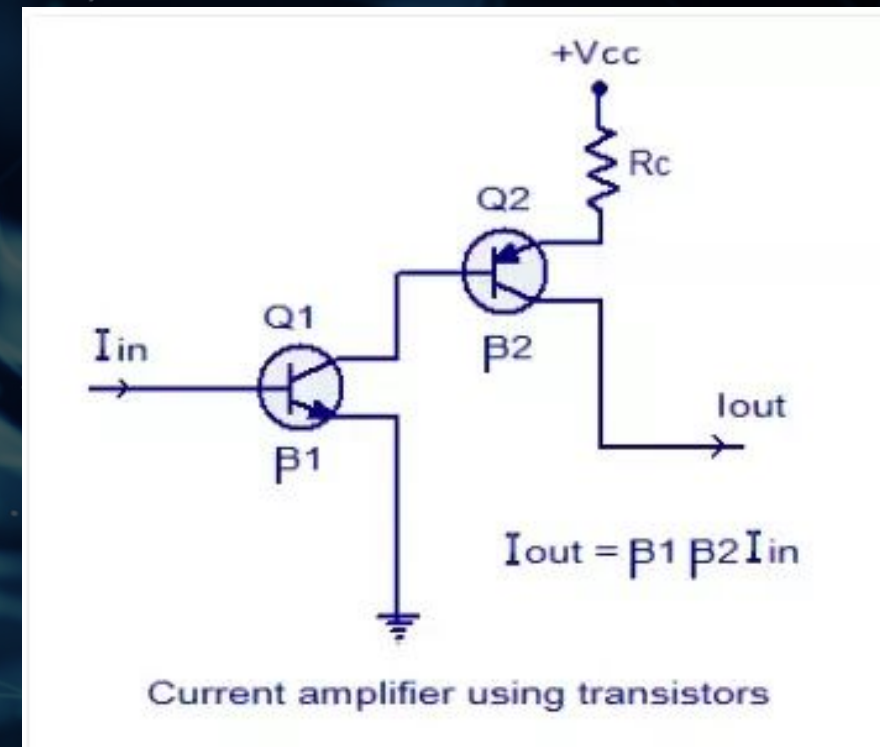 +Vcc
Rc
Q2
Q1
Iin
β2
Iout
β1
Iout = β1 β2 Iin
Current amplifier using transistors